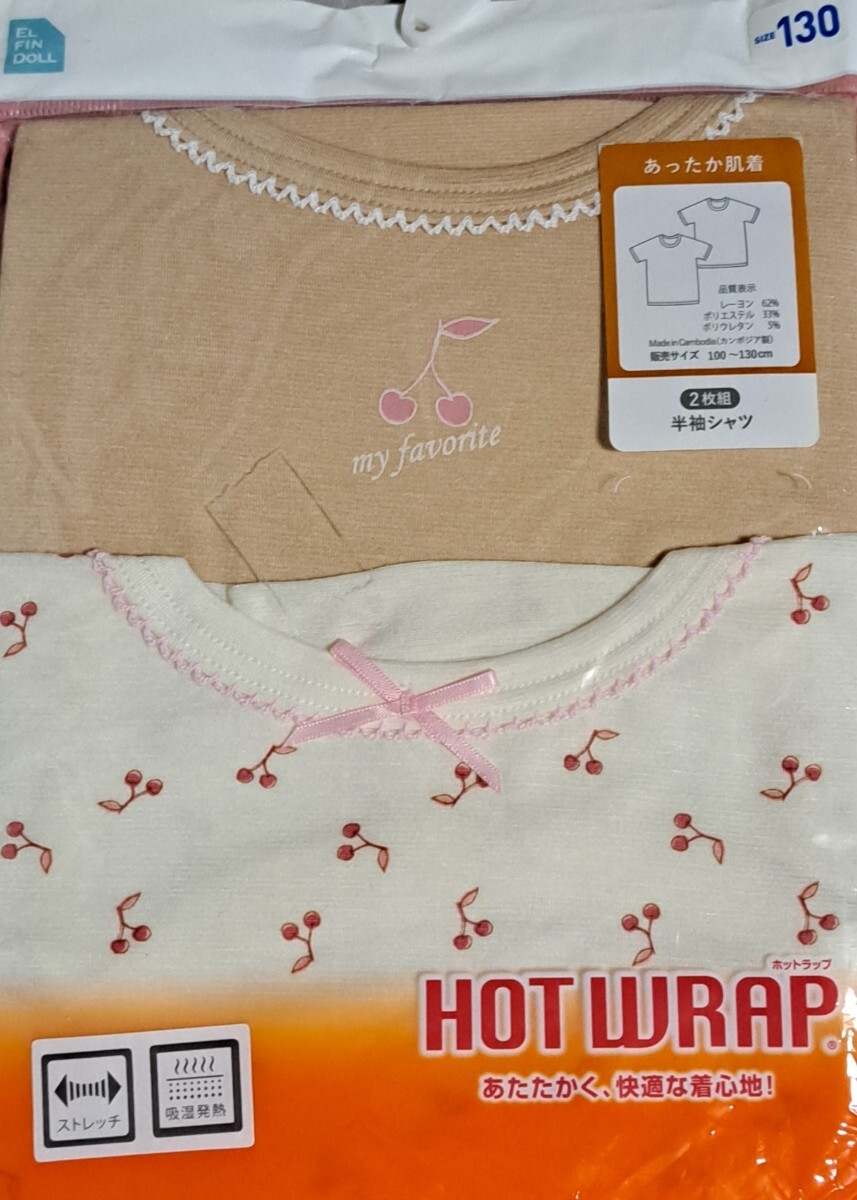 EL
FIN
DOLL
SIZE 130
あったか肌着
品質表示
レーヨン 62%
ポリエステル 33%
ポリウレタン 5%
Made in Cambodia(カンボジア製)
販売サイズ 100〜130cm
2枚組
半袖シャツ
my favorite
ホットラップ
HOT WRAP®
あたたかく、快適な着心地!
ストレッチ
吸湿発熱